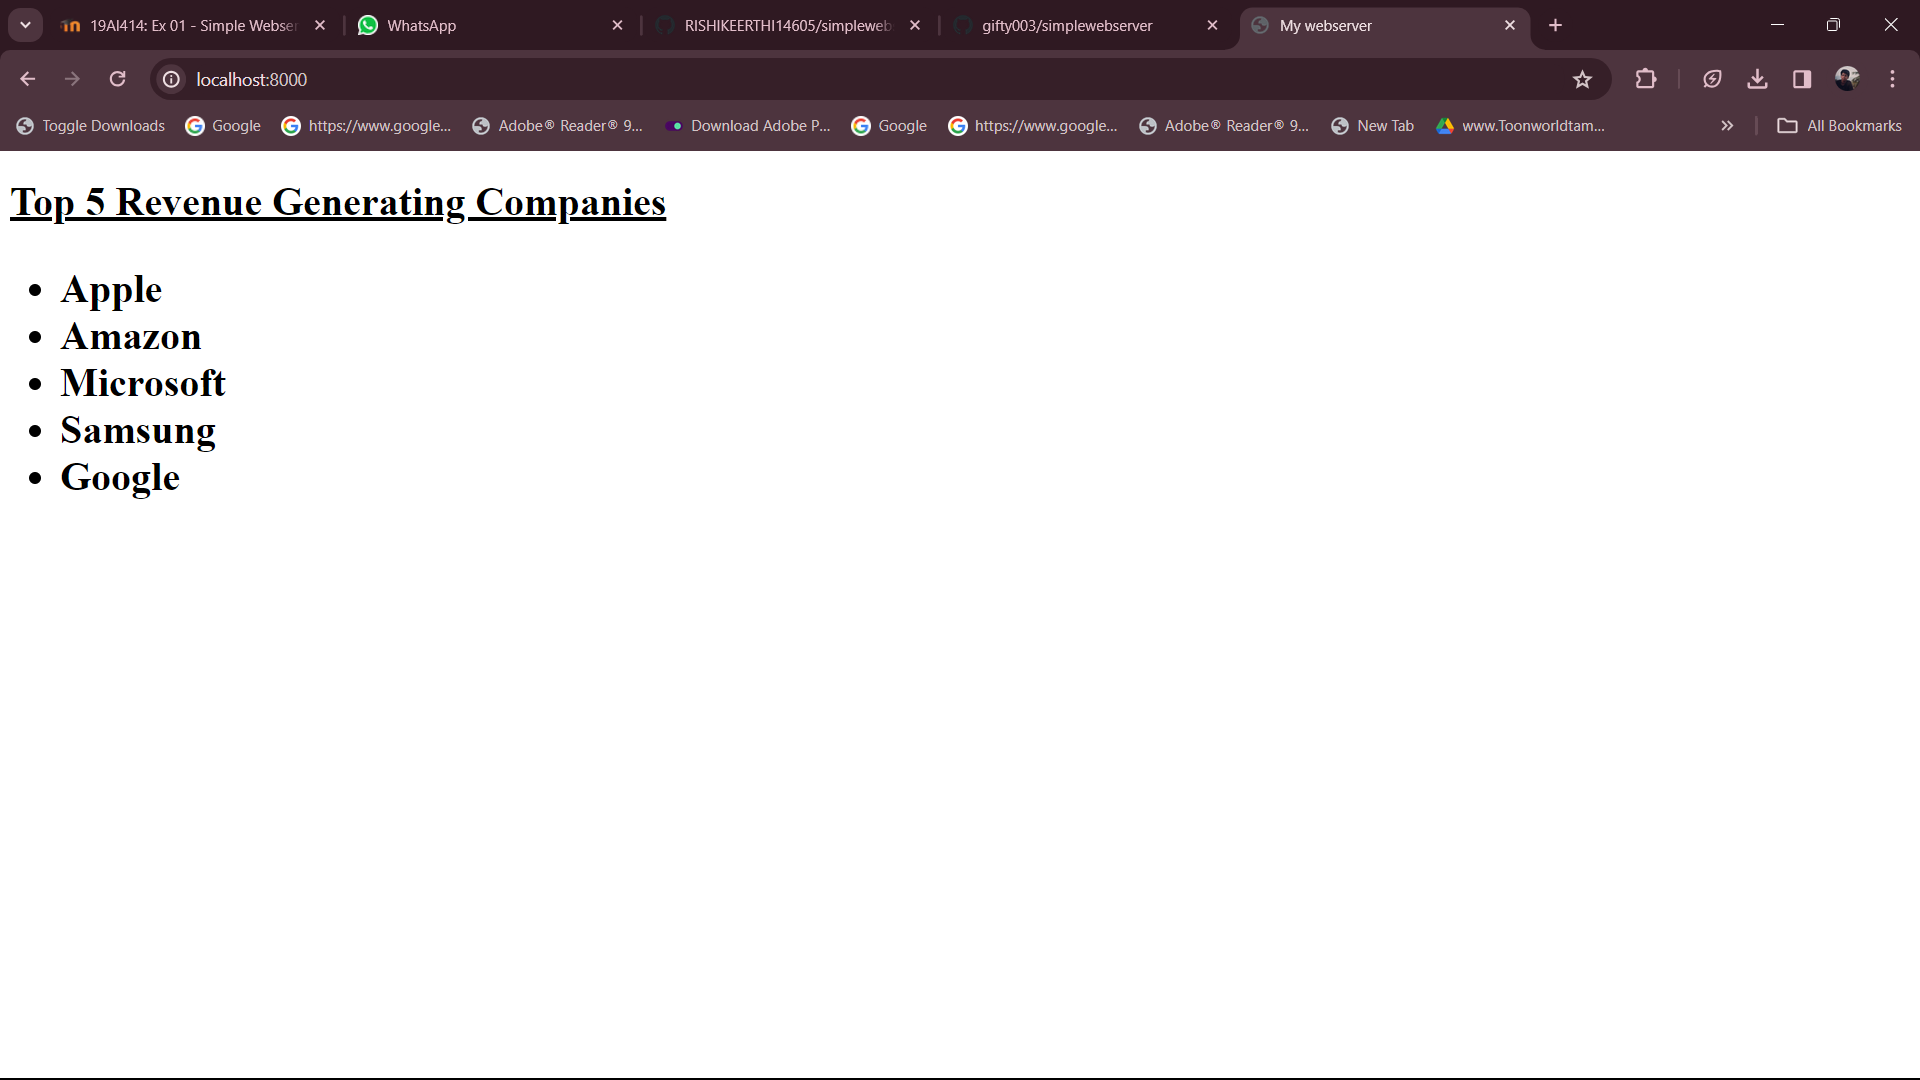 19AI414: Ex 01 - Simple Webser
WhatsApp
RISHIKEERTHI14605/simpleweb
gifty003/simplewebserver
My webserver
localhost:8000
Toggle Downloads
Google
https://www.google...
Adobe® Reader® 9...
Download Adobe P...
Google
https://www.google...
Adobe® Reader® 9...
New Tab
www.Toonworldtam...
All Bookmarks
Top 5 Revenue Generating Companies
• Apple
• Amazon
• Microsoft
• Samsung
• Google